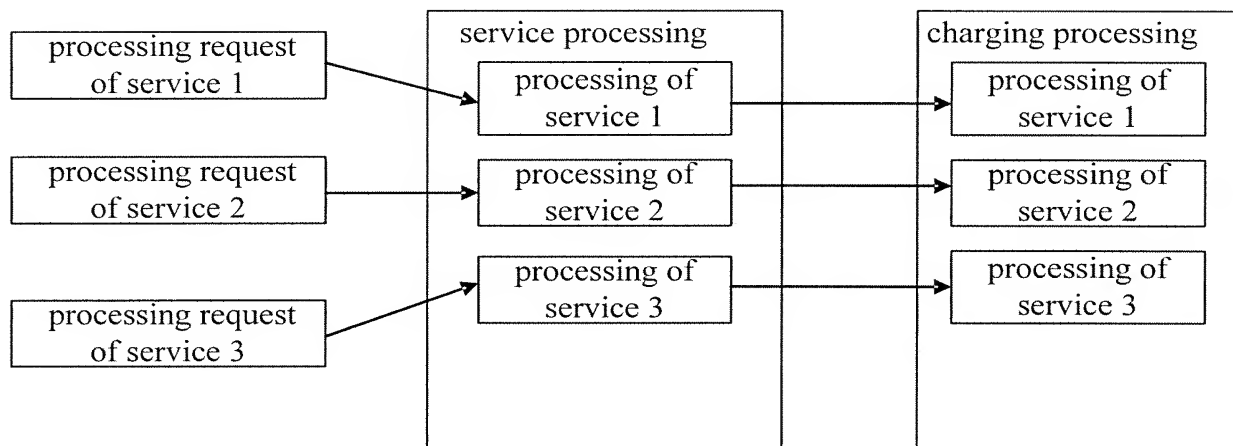 processing request
of service 1
processing request
of service 2
processing request
of service 3
service processing
processing of
service 1
processing of
service 2
processing of
service 3
charging processing
processing of
service 1
processing of
service 2
processing of
service 3